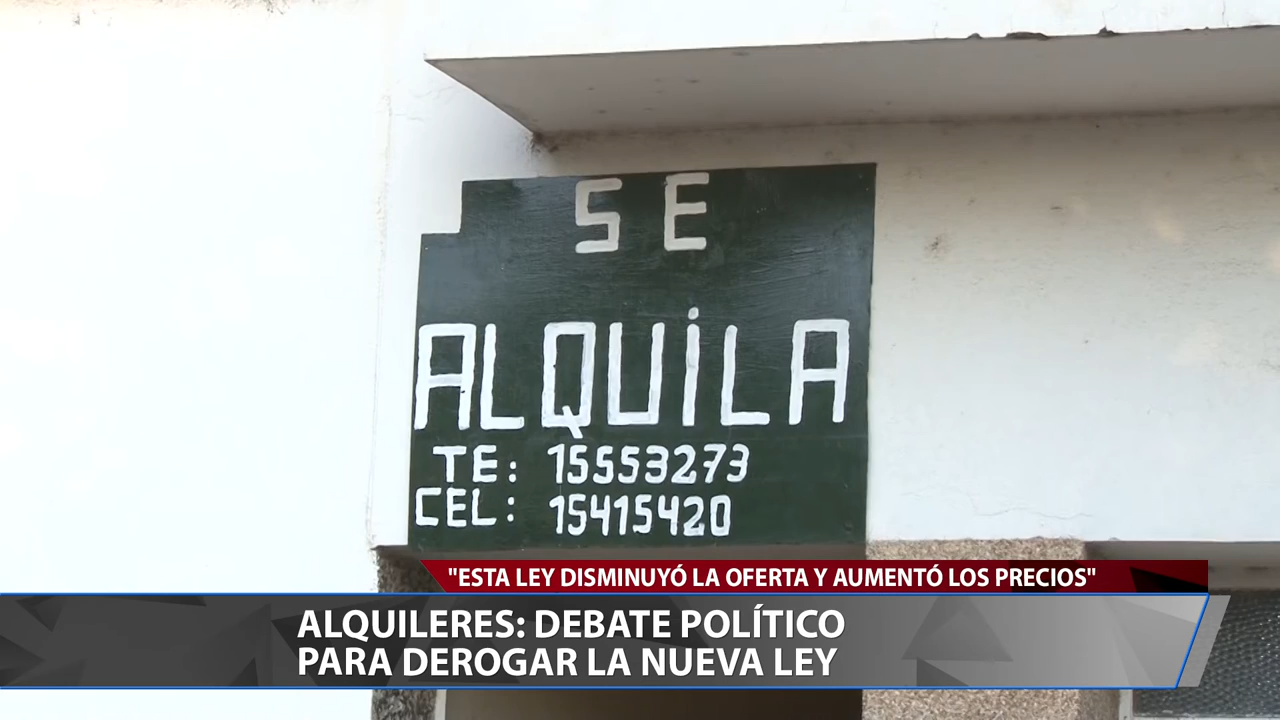 SE
ALQUiLA
TE: 15553273
CEL: 15415420
"ESTA LEY DISMINUYÓ LA OFERTA Y AUMENTÓ LOS PRECIOS"
ALQUILERES: DEBATE POLÍTICO
PARA DEROGAR LA NUEVA LEY